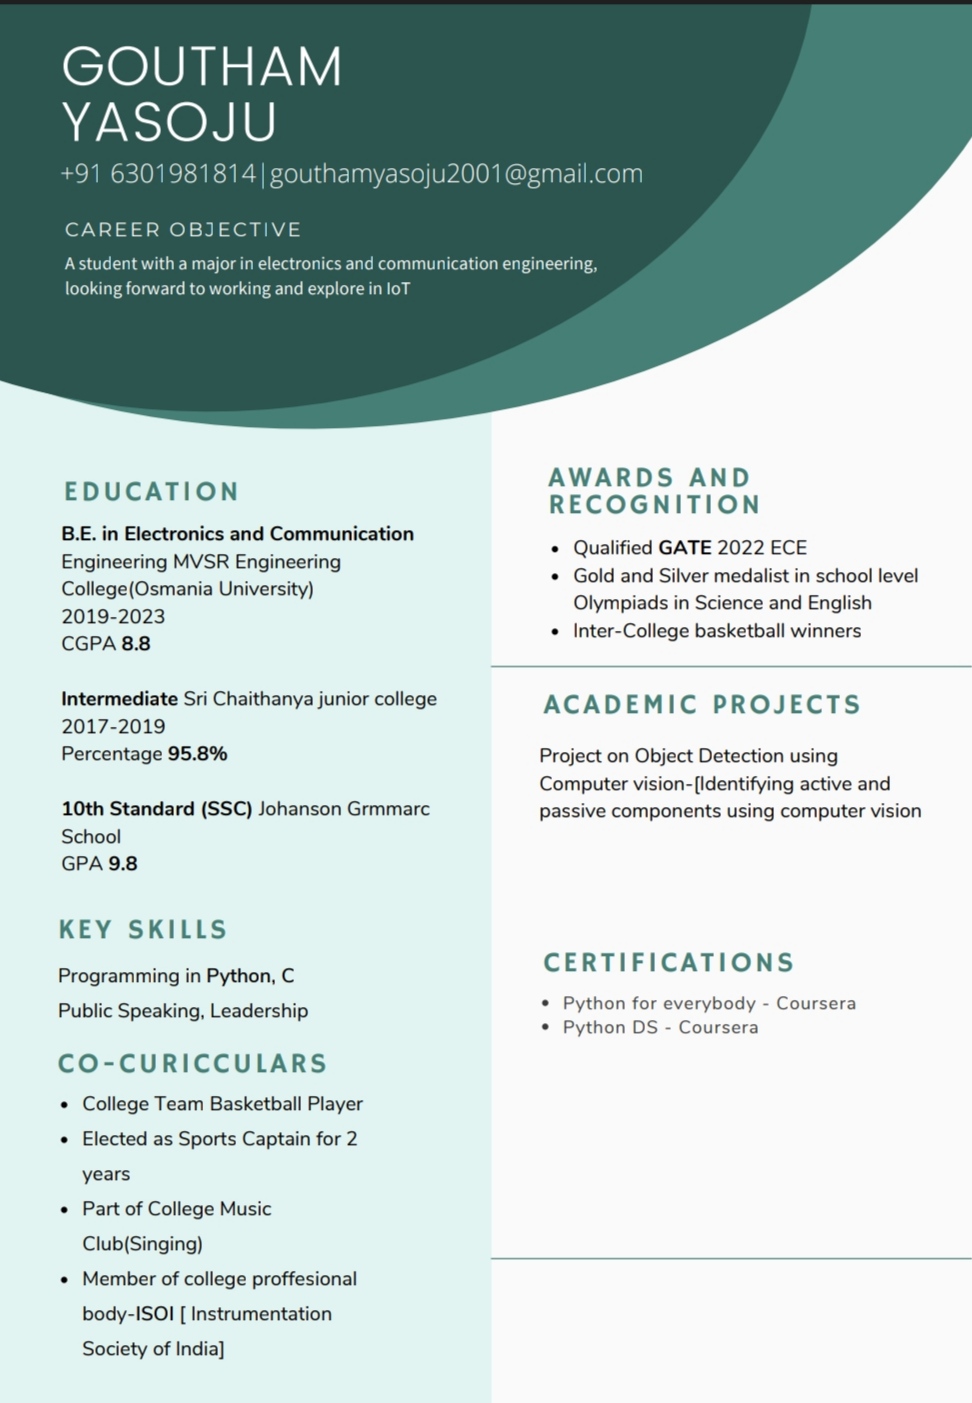 GOUTHAM
YASOJU
+91 6301981814|gouthamyasoju2001@gmail.com
CAREER OBJECTIVE
A student with a major in electronics and communication engineering,
looking forward to working and explore in IoT
EDUCATION
B.E. in Electronics and Communication
Engineering MVSR Engineering
College(Osmania University)
2019-2023
CGPA 8.8
Intermediate Sri Chaithanya junior college
2017-2019
Percentage 95.8%
10th Standard (SSC) Johanson Grmmarc
School
GPA 9.8
KEY SKILLS
Programming in Python, C
Public Speaking, Leadership
CO-CURICCULARS
• College Team Basketball Player
• Elected as Sports Captain for 2
years
• Part of College Music
Club(Singing)
• Member of college proffesional
body-ISOI [ Instrumentation
Society of India]
AWARDS AND
RECOGNITION
• Qualified GATE 2022 ECE
• Gold and Silver medalist in school level
Olympiads in Science and English
• Inter-College basketball winners
ACADEMIC PROJECTS
Project on Object Detection using
Computer vision-[Identifying active and
passive components using computer vision
CERTIFICATIONS
• Python for everybody - Coursera
• Python DS - Coursera